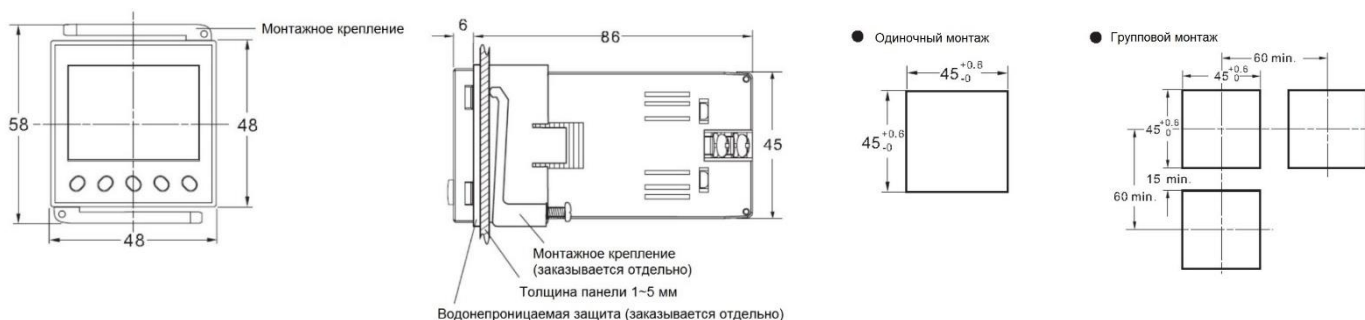 Монтажное крепление
58
48
48
6
86
45
Монтажное крепление
(заказывается отдельно)
Толщина панели 1~5 мм
Водонепроницаемая защита (заказывается отдельно)
● Одиночный монтаж
45 +0.6 -0
45 +0.6 -0
● Групповой монтаж
60 min.
45 +0.6 0
45 +0.6 0
15 min.
60 min.